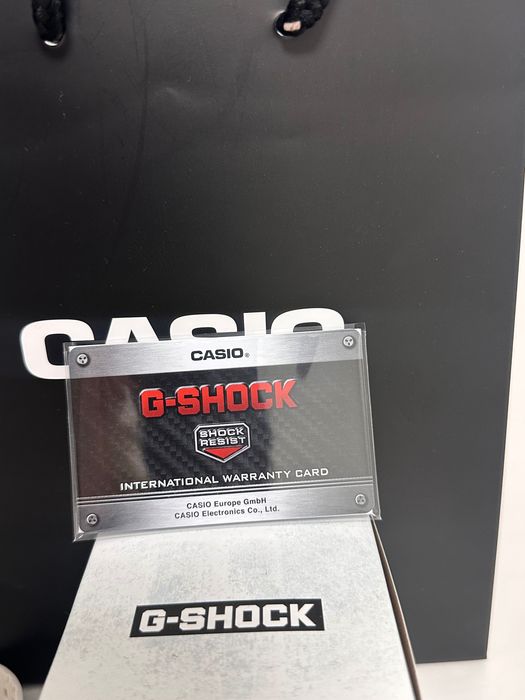 CASIO
CASIO®
G-SHOCK
SHOCK
RESIST
INTERNATIONAL WARRANTY CARD
CASIO Europe GmbH
CASIO Electronics Co., Ltd.
G-SHOCK